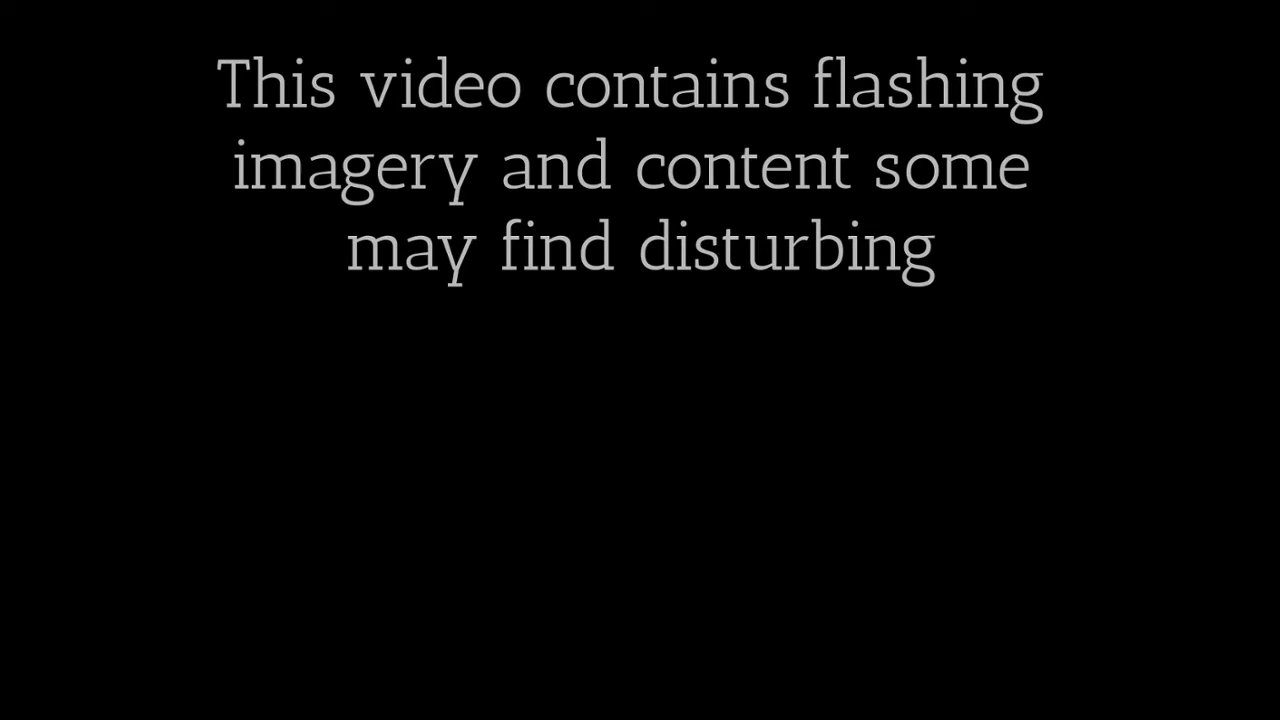 This video contains flashing
imagery and content some
may find disturbing